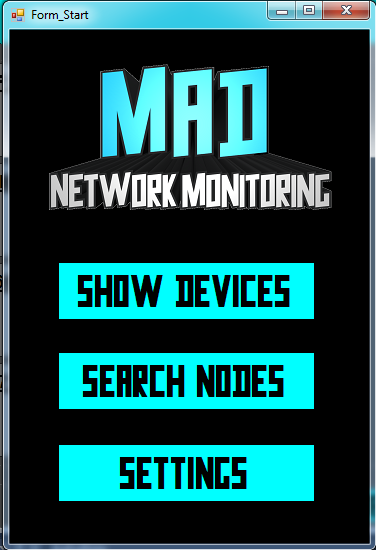 Form_Start
MAD
NETWORK MONITORING
SHOW DEVICES
SEARCH NODES
SETTINGS